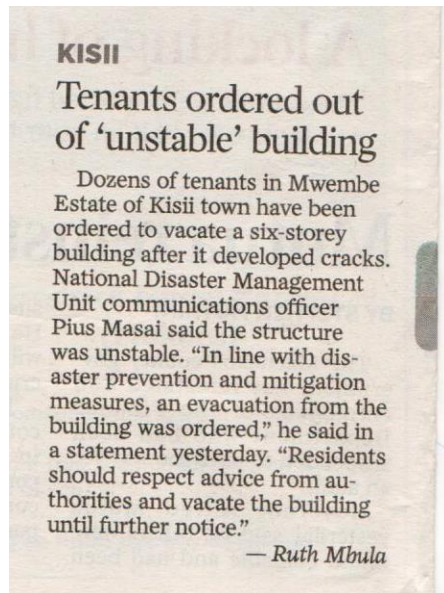 KISII
Tenants ordered out
of ‘unstable’ building
Dozens of tenants in Mwembe
Estate of Kisii town have been
ordered to vacate a six-storey
building after it developed cracks.
National Disaster Management
Unit communications officer
Pius Masai said the structure
was unstable. “In line with dis-
aster prevention and mitigation
measures, an evacuation from the
building was ordered,” he said in
a statement yesterday. “Residents
should respect advice from au-
thorities and vacate the building
until further notice.”
— Ruth Mbula